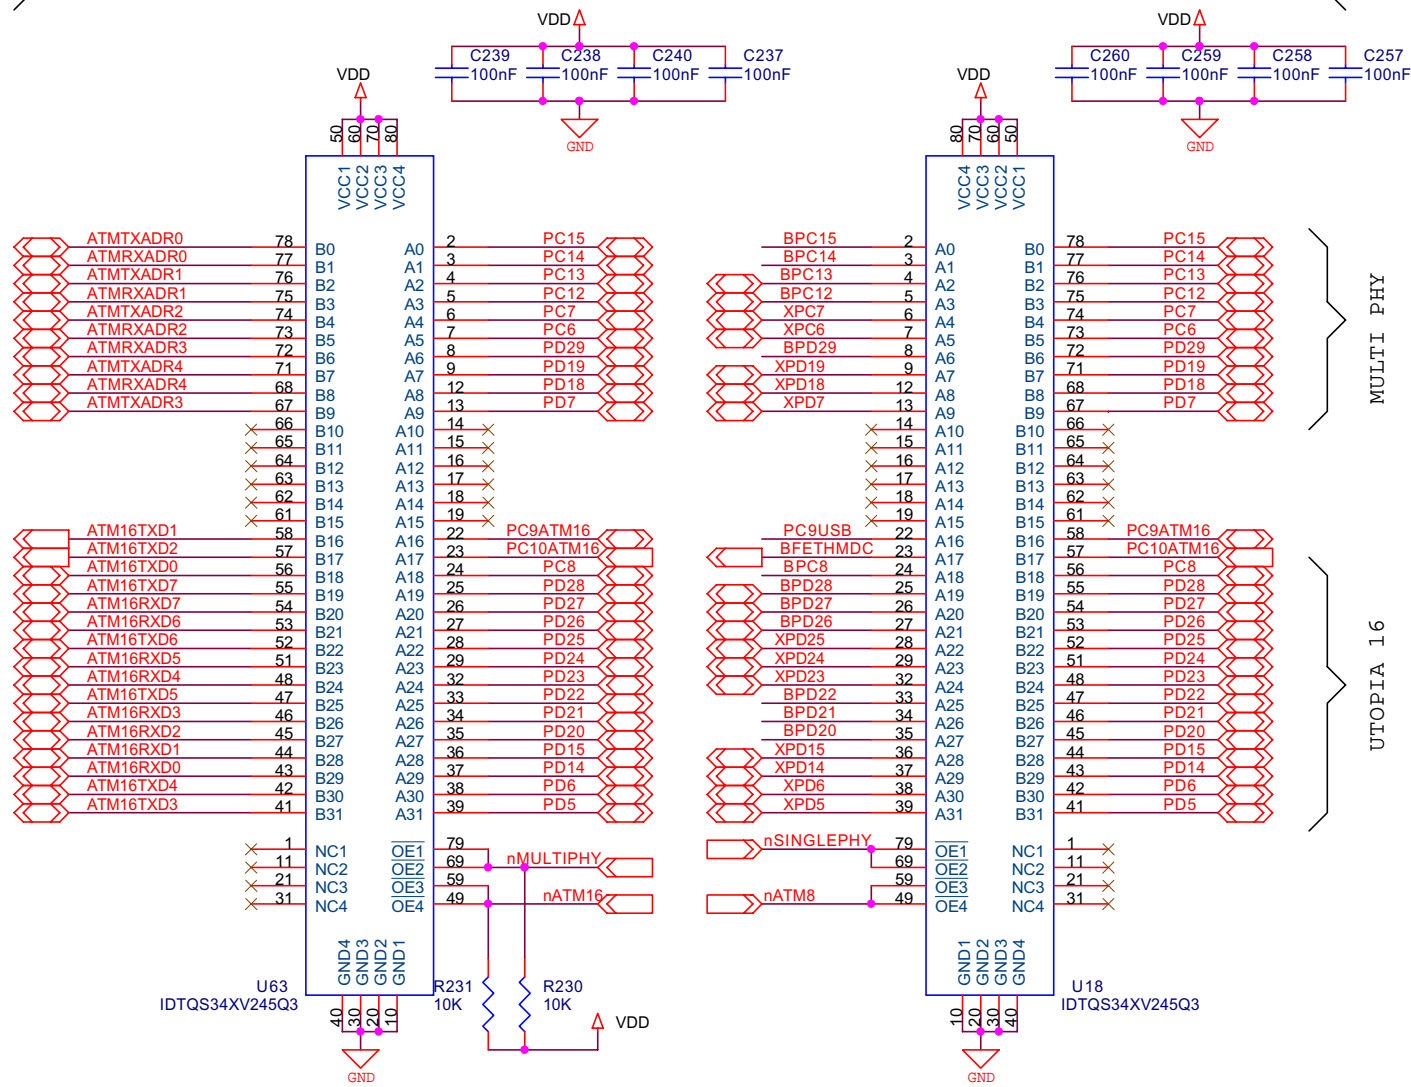 VDD
C239 C238 C240 C237
100nF 100nF 100nF 100nF
GND
VDD
C260 C259 C258 C257
100nF 100nF 100nF 100nF
GND
VDD
50 60 70 80
VCC1 VCC2 VCC3 VCC4
ATMTXADR0 78 B0 A0 2 PC15
ATMRXADR0 77 B1 A1 3 PC14
ATMTXADR1 76 B2 A2 4 PC13
ATMRXADR1 75 B3 A3 5 PC12
ATMTXADR2 74 B4 A4 6 PC7
ATMRXADR2 73 B5 A5 7 PC6
ATMRXADR3 72 B6 A6 8 PD29
ATMTXADR4 71 B7 A7 9 PD19
ATMRXADR4 68 B8 A8 12 PD18
ATMTXADR3 67 B9 A9 13 PD7
66 B10 A10 14
65 B11 A11 15
64 B12 A12 16
63 B13 A13 17
62 B14 A14 18
61 B15 A15 19
ATM16TXD1 58 B16 A16 22 PC9ATM16
ATM16TXD2 57 B17 A17 23 PC10ATM16
ATM16TXD0 56 B18 A18 24 PC8
ATM16TXD7 55 B19 A19 25 PD28
ATM16RXD7 54 B20 A20 26 PD27
ATM16RXD6 53 B21 A21 27 PD26
ATM16TXD6 52 B22 A22 28 PD25
ATM16RXD5 51 B23 A23 29 PD24
ATM16RXD4 48 B24 A24 32 PD23
ATM16TXD5 47 B25 A25 33 PD22
ATM16RXD3 46 B26 A26 34 PD21
ATM16RXD2 45 B27 A27 35 PD20
ATM16RXD1 44 B28 A28 36 PD15
ATM16RXD0 43 B29 A29 37 PD14
ATM16TXD4 42 B30 A30 38 PD6
ATM16TXD3 41 B31 A31 39 PD5
1 NC1 OE1 79
11 NC2 OE2 69 nMULTIPHY
21 NC3 OE3 59
31 NC4 OE4 49 nATM16
GND4 GND3 GND2 GND1
40 30 20 10
U63
IDTQS34XV245Q3
GND
R231
10K
R230
10K
VDD
VDD
80 70 60 50
VCC4 VCC3 VCC2 VCC1
BPC15 2 A0 B0 78 PC15
BPC14 3 A1 B1 77 PC14
BPC13 4 A2 B2 76 PC13
BPC12 5 A3 B3 75 PC12
XPC7 6 A4 B4 74 PC7
XPC6 7 A5 B5 73 PC6
BPD29 8 A6 B6 72 PD29
XPD19 9 A7 B7 71 PD19
XPD18 12 A8 B8 68 PD18
XPD7 13 A9 B9 67 PD7
14 A10 B10 66
15 A11 B11 65
16 A12 B12 64
17 A13 B13 63
18 A14 B14 62
19 A15 B15 61
PC9USB 22 A16 B16 58 PC9ATM16
BFETHMDC 23 A17 B17 57 PC10ATM16
BPC8 24 A18 B18 56 PC8
BPD28 25 A19 B19 55 PD28
BPD27 26 A20 B20 54 PD27
BPD26 27 A21 B21 53 PD26
XPD25 28 A22 B22 52 PD25
XPD24 29 A23 B23 51 PD24
XPD23 32 A24 B24 48 PD23
BPD22 33 A25 B25 47 PD22
BPD21 34 A26 B26 46 PD21
BPD20 35 A27 B27 45 PD20
XPD15 36 A28 B28 44 PD15
XPD14 37 A29 B29 43 PD14
XPD6 38 A30 B30 42 PD6
XPD5 39 A31 B31 41 PD5
nSINGLEPHY 79 OE1 NC1 1
69 OE2 NC2 11
59 OE3 NC3 21
nATM8 49 OE4 NC4 31
GND1 GND2 GND3 GND4
10 20 30 40
U18
IDTQS34XV245Q3
GND
MULTI PHY
UTOPIA 16